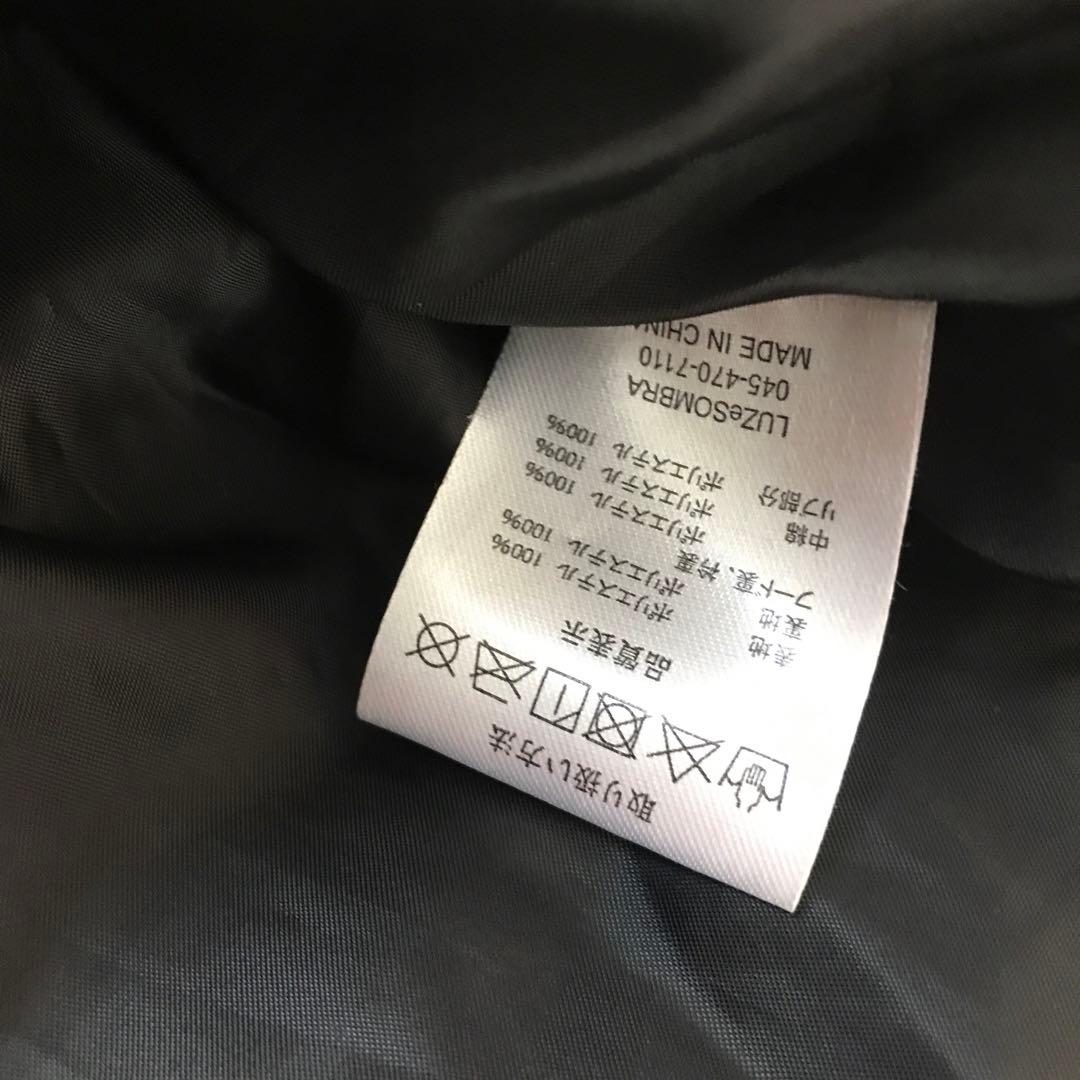 取り扱い方法
品質表示
表地 ポリエステル 100%
裏地 ポリエステル 100%
フード裏、衿裏
ポリエステル 100%
中綿 ポリエステル 100%
リブ部分 ポリエステル 100%
LUZeSOMBRA
045-470-7110
MADE IN CHINA